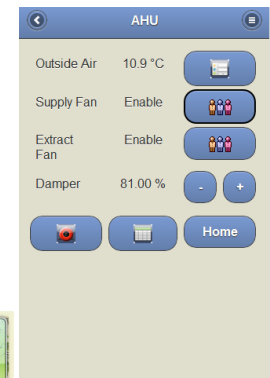 AHU
Outside Air 10.9 °C
Supply Fan Enable
Extract Fan Enable
Damper 81.00 % - +
Home